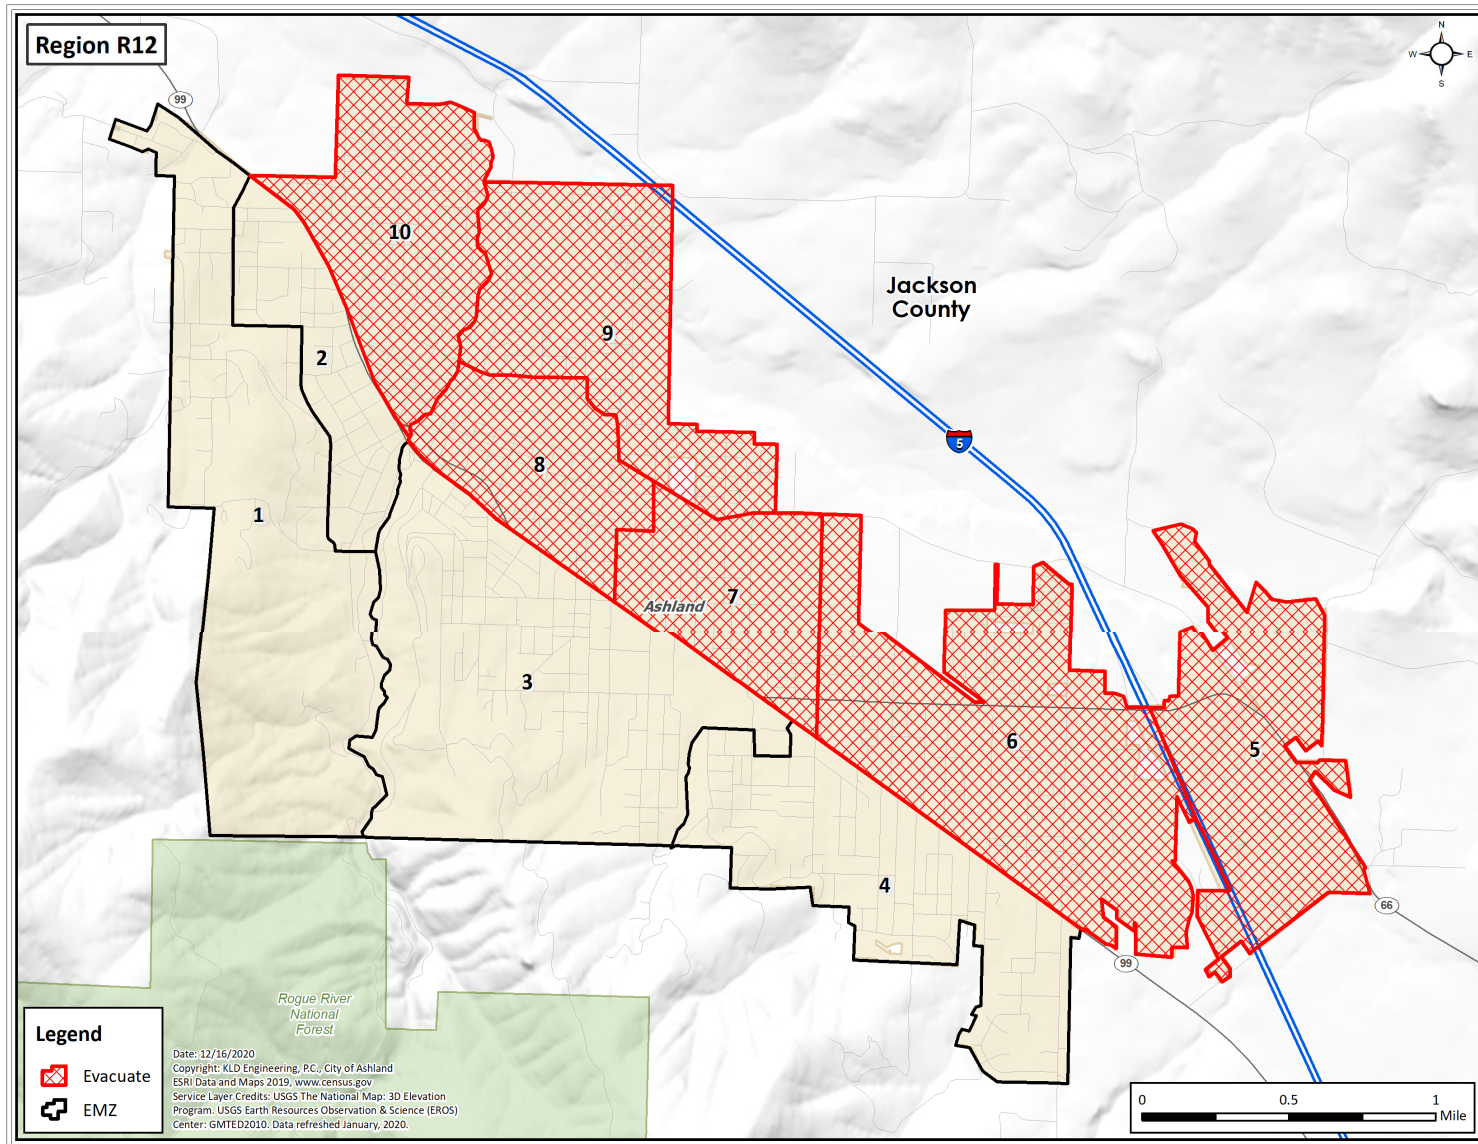 Region R12
N
W
E
S
99
10
Jackson
County
9
2
5
8
1
7
Ashland
3
6
5
4
66
99
Rogue River
National
Forest
Legend
Evacuate
EMZ
Date: 12/16/2020
Copyright: KLD Engineering, P.C., City of Ashland
ESRI Data and Maps 2019, www.census.gov
Service Layer Credits: USGS The National Map: 3D Elevation
Program. USGS Earth Resources Observation & Science (EROS)
Center: GMTED2010. Data refreshed January, 2020.
0 0.5 1
Mile